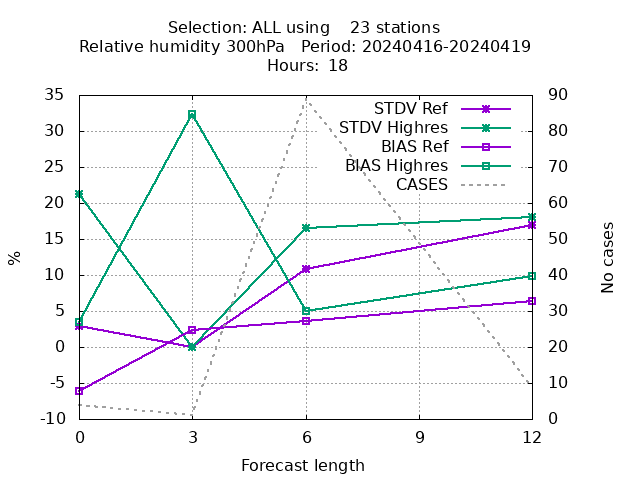 Selection: ALL using    23 stations
Relative humidity 300hPa   Period: 20240416-20240419
Hours: 18
35
30
25
20
15
10
5
0
-5
-10
%
STDV Ref
STDV Highres
BIAS Ref
BIAS Highres
CASES
90
80
70
60
50
40
30
20
10
0
No cases
0 3 6 9 12
Forecast length